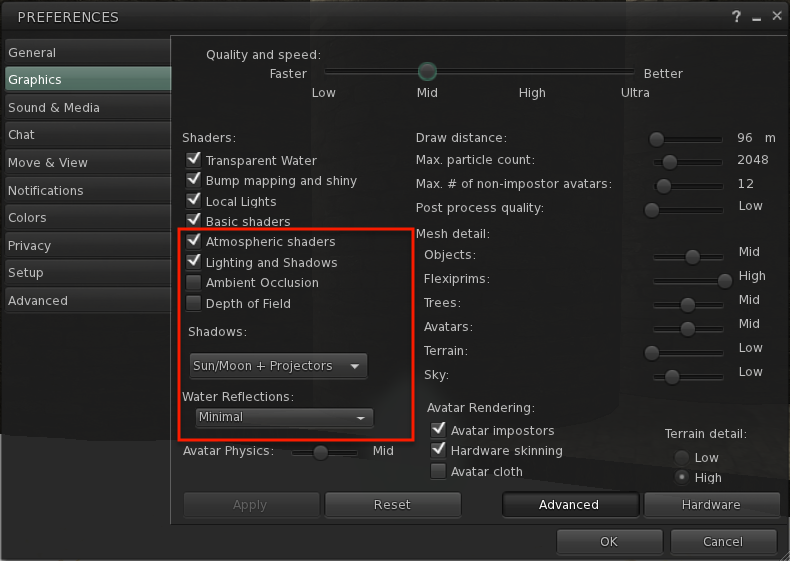 PREFERENCES
?
General
Graphics
Sound & Media
Chat
Move & View
Notifications
Colors
Privacy
Setup
Advanced
Quality and speed:
Faster
Better
Low
Mid
High
Ultra
Shaders:
Transparent Water
Bump mapping and shiny
Local Lights
Basic shaders
Atmospheric shaders
Lighting and Shadows
Ambient Occlusion
Depth of Field
Shadows:
Sun/Moon + Projectors
Water Reflections:
Minimal
Avatar Physics: Mid
Draw distance: 96 m
Max. particle count: 2048
Max. # of non-impostor avatars: 12
Post process quality: Low
Mesh detail:
Objects: Mid
Flexiprims: High
Trees: Mid
Avatars: Mid
Terrain: Low
Sky: Low
Avatar Rendering:
Avatar impostors
Hardware skinning
Avatar cloth
Terrain detail:
Low
High
Apply
Reset
Advanced
Hardware
OK
Cancel